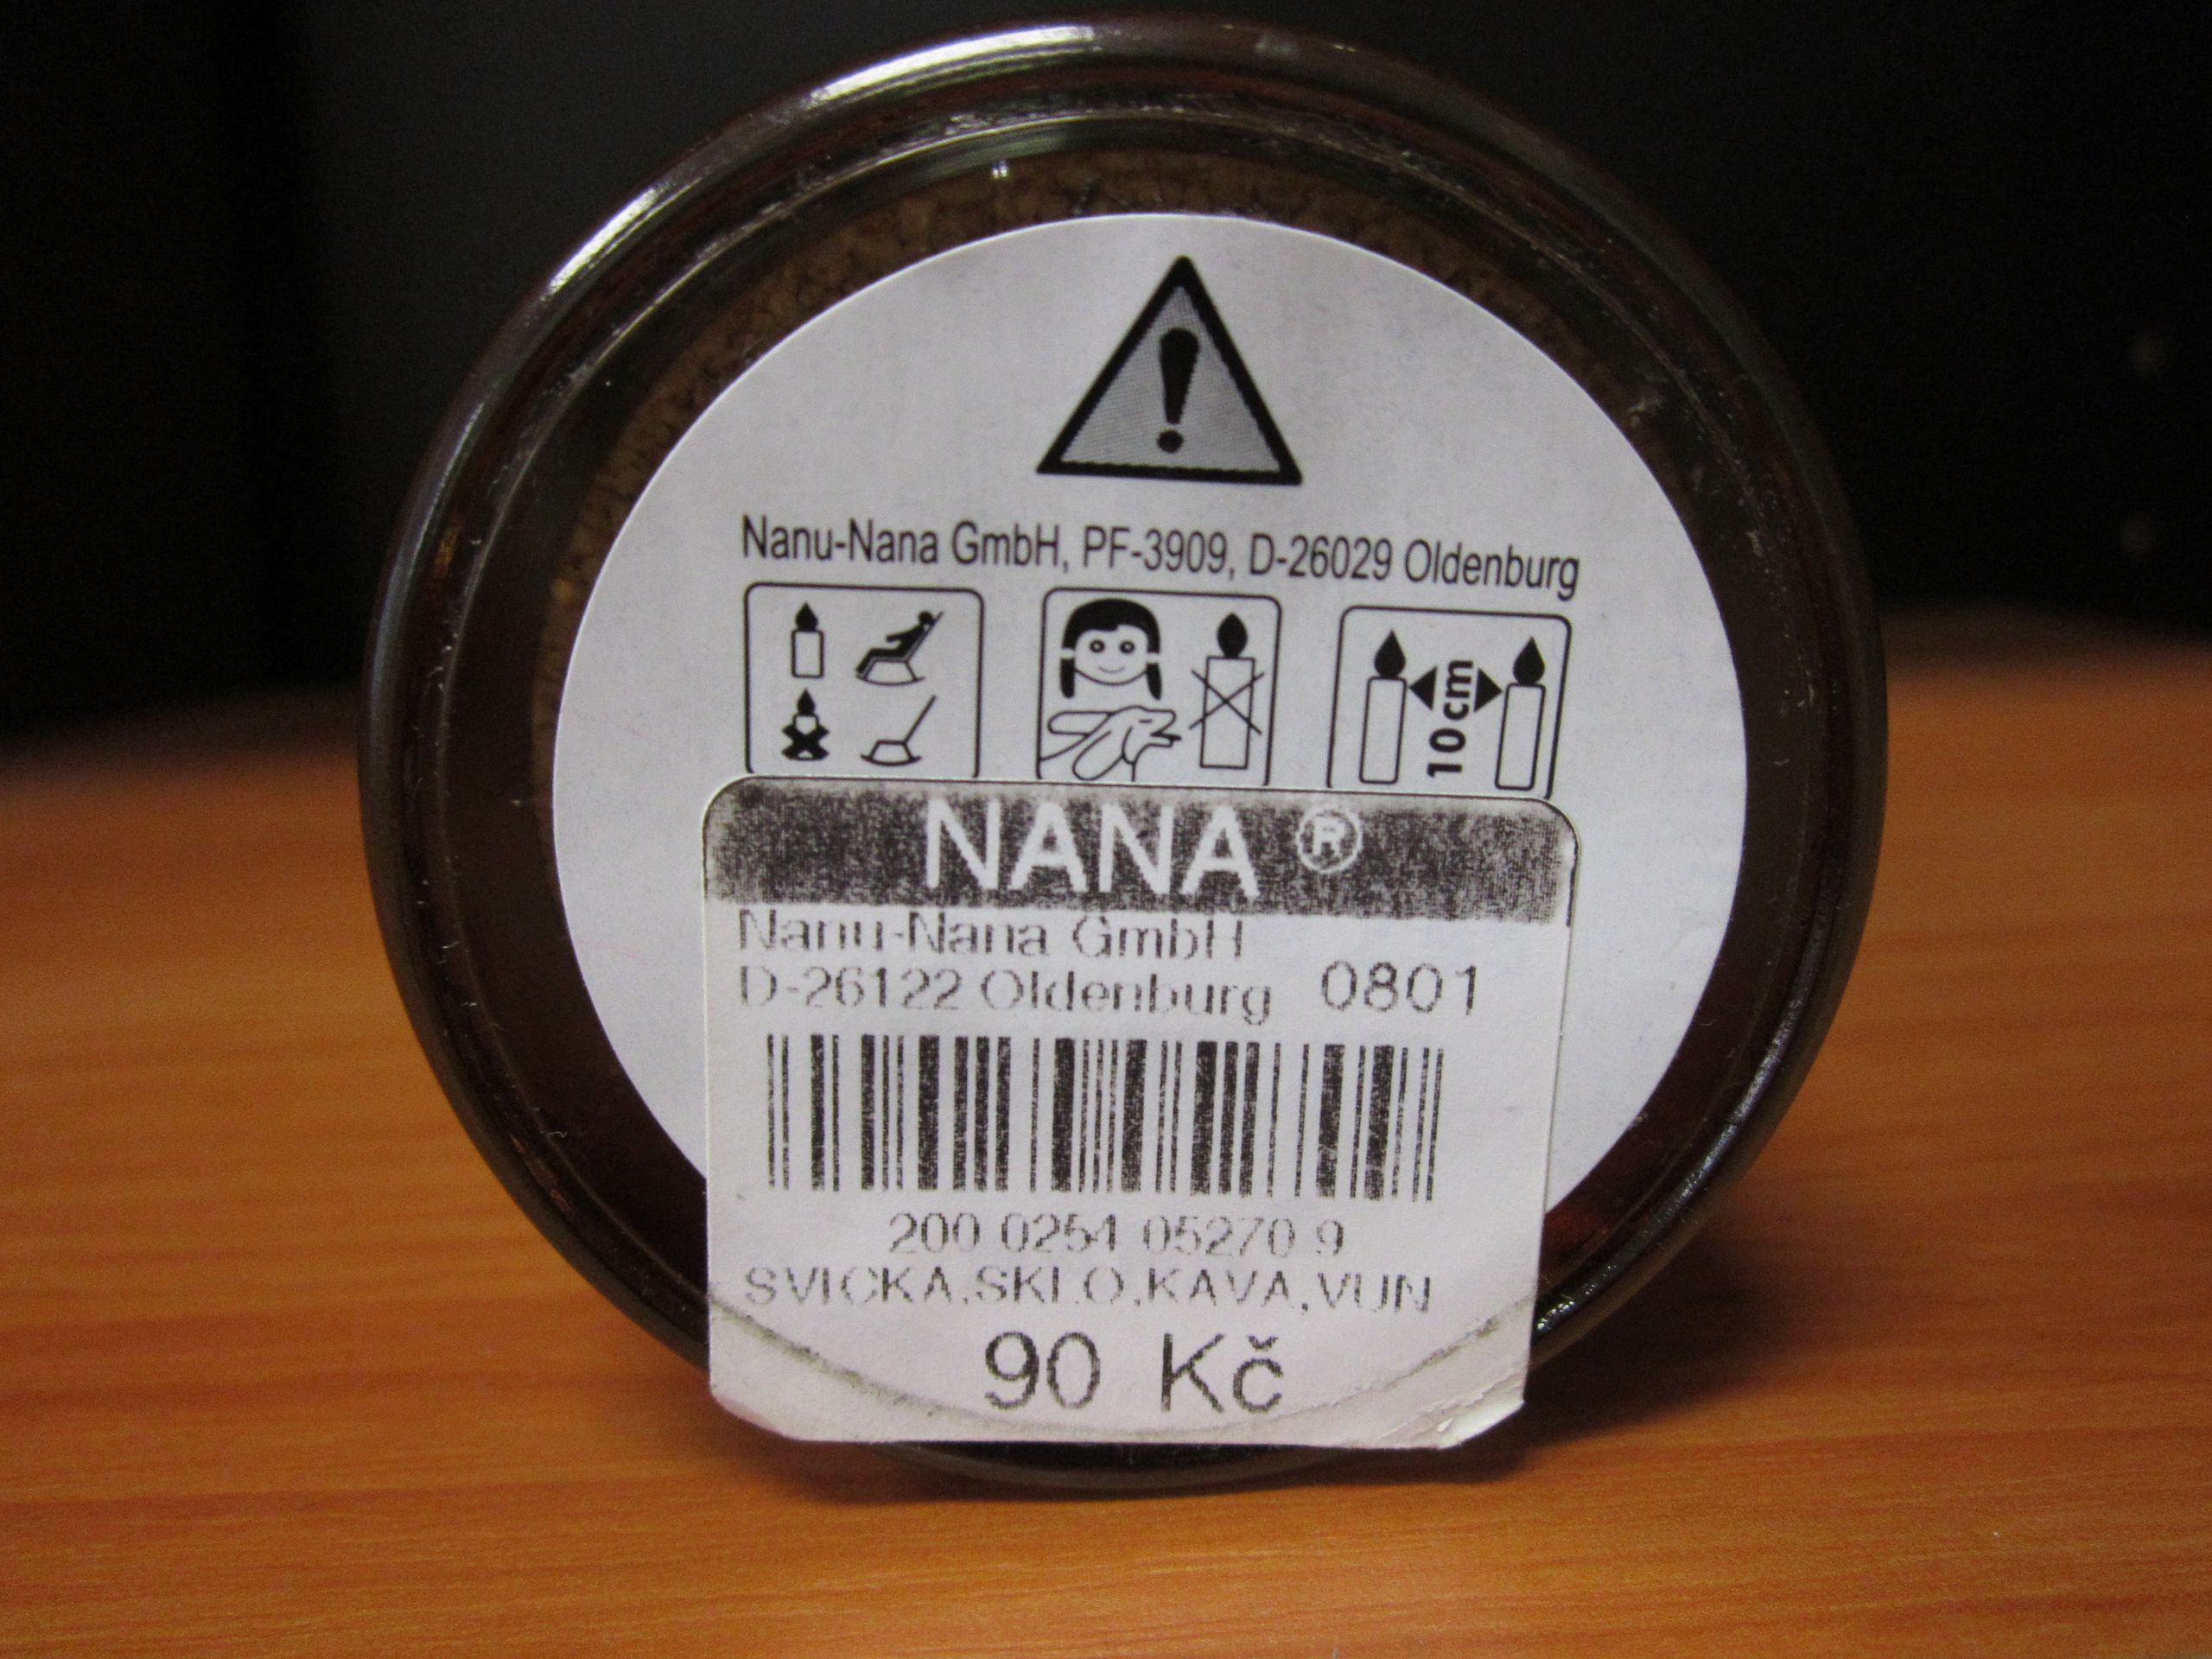 Nanu-Nana GmbH, PF-3909, D-26029 Oldenburg
10 cm
NANA ®
Nanu-Nana GmbH
D-26122 Oldenburg 0801
200 0254 05270 9
SVICKA,SKLO,KAVA,VUN
90 Kč